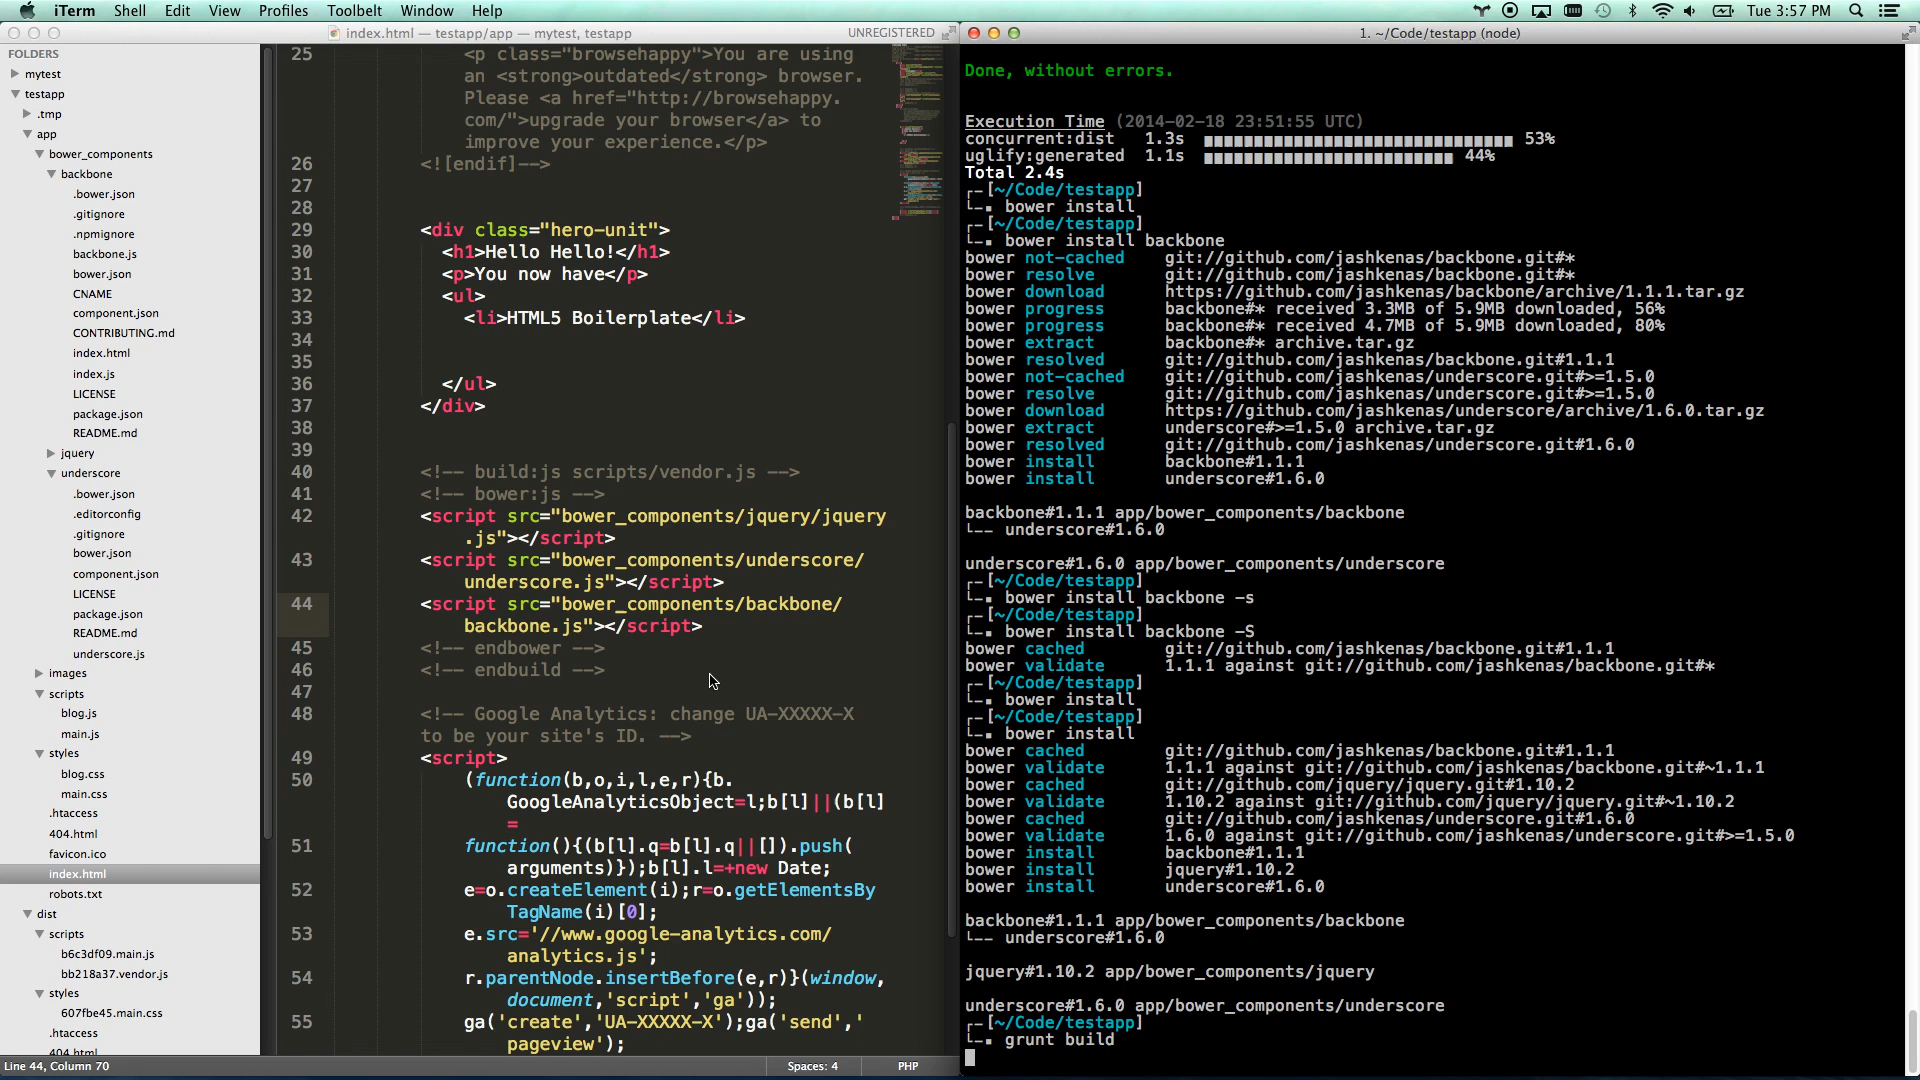 iTerm Shell Edit View Profiles Toolbelt Window Help
Tue 3:57 PM
index.html — testapp/app — mytest, testapp
UNREGISTERED
FOLDERS
mytest
testapp
.tmp
app
bower_components
backbone
.bower.json
.gitignore
.npmignore
backbone.js
bower.json
CNAME
component.json
CONTRIBUTING.md
index.html
index.js
LICENSE
package.json
README.md
jquery
underscore
.bower.json
.editorconfig
.gitignore
bower.json
component.json
LICENSE
package.json
README.md
underscore.js
images
scripts
blog.js
main.js
styles
blog.css
main.css
.htaccess
404.html
favicon.ico
index.html
robots.txt
dist
scripts
b6c3df09.main.js
bb218a37.vendor.js
styles
607fbe45.main.css
.htaccess
404.html
25 <p class="browsehappy">You are using
an <strong>outdated</strong> browser.
Please <a href="http://browsehappy.
com/">upgrade your browser</a> to
improve your experience.</p>
26 <![endif]-->
27
28
29 <div class="hero-unit">
30 <h1>Hello Hello!</h1>
31 <p>You now have</p>
32 <ul>
33 <li>HTML5 Boilerplate</li>
34
35
36 </ul>
37 </div>
38
39
40 <!-- build:js scripts/vendor.js -->
41 <!-- bower:js -->
42 <script src="bower_components/jquery/jquery
.js"></script>
43 <script src="bower_components/underscore/
underscore.js"></script>
44 <script src="bower_components/backbone/
backbone.js"></script>
45 <!-- endbower -->
46 <!-- endbuild -->
47
48 <!-- Google Analytics: change UA-XXXXX-X
to be your site's ID. -->
49 <script>
50 (function(b,o,i,l,e,r){b.
GoogleAnalyticsObject=l;b[l]||(b[l]
=
51 function(){(b[l].q=b[l].q||[]).push(
arguments)});b[l].l=+new Date;
52 e=o.createElement(i);r=o.getElementsBy
TagName(i)[0];
53 e.src='//www.google-analytics.com/
analytics.js';
54 r.parentNode.insertBefore(e,r)}(window,
document,'script','ga'));
55 ga('create','UA-XXXXX-X');ga('send','
pageview');
Line 44, Column 70
Spaces: 4
PHP
1. ~/Code/testapp (node)
Done, without errors.
Execution Time (2014-02-18 23:51:55 UTC)
concurrent:dist 1.3s 53%
uglify:generated 1.1s 44%
Total 2.4s
[~/Code/testapp]
bower install
[~/Code/testapp]
bower install backbone
bower not-cached git://github.com/jashkenas/backbone.git#*
bower resolve git://github.com/jashkenas/backbone.git#*
bower download https://github.com/jashkenas/backbone/archive/1.1.1.tar.gz
bower progress backbone#* received 3.3MB of 5.9MB downloaded, 56%
bower progress backbone#* received 4.7MB of 5.9MB downloaded, 80%
bower extract backbone#* archive.tar.gz
bower resolved git://github.com/jashkenas/backbone.git#1.1.1
bower not-cached git://github.com/jashkenas/underscore.git#>=1.5.0
bower resolve git://github.com/jashkenas/underscore.git#>=1.5.0
bower download https://github.com/jashkenas/underscore/archive/1.6.0.tar.gz
bower extract underscore#>=1.5.0 archive.tar.gz
bower resolved git://github.com/jashkenas/underscore.git#1.6.0
bower install backbone#1.1.1
bower install underscore#1.6.0
backbone#1.1.1 app/bower_components/backbone
└── underscore#1.6.0
underscore#1.6.0 app/bower_components/underscore
[~/Code/testapp]
bower install backbone -s
[~/Code/testapp]
bower install backbone -S
bower cached git://github.com/jashkenas/backbone.git#1.1.1
bower validate 1.1.1 against git://github.com/jashkenas/backbone.git#*
[~/Code/testapp]
bower install
[~/Code/testapp]
bower install
bower cached git://github.com/jashkenas/backbone.git#1.1.1
bower validate 1.1.1 against git://github.com/jashkenas/backbone.git#~1.1.1
bower cached git://github.com/jquery/jquery.git#1.10.2
bower validate 1.10.2 against git://github.com/jquery/jquery.git#~1.10.2
bower cached git://github.com/jashkenas/underscore.git#1.6.0
bower validate 1.6.0 against git://github.com/jashkenas/underscore.git#>=1.5.0
bower install backbone#1.1.1
bower install jquery#1.10.2
bower install underscore#1.6.0
backbone#1.1.1 app/bower_components/backbone
└── underscore#1.6.0
jquery#1.10.2 app/bower_components/jquery
underscore#1.6.0 app/bower_components/underscore
[~/Code/testapp]
grunt build